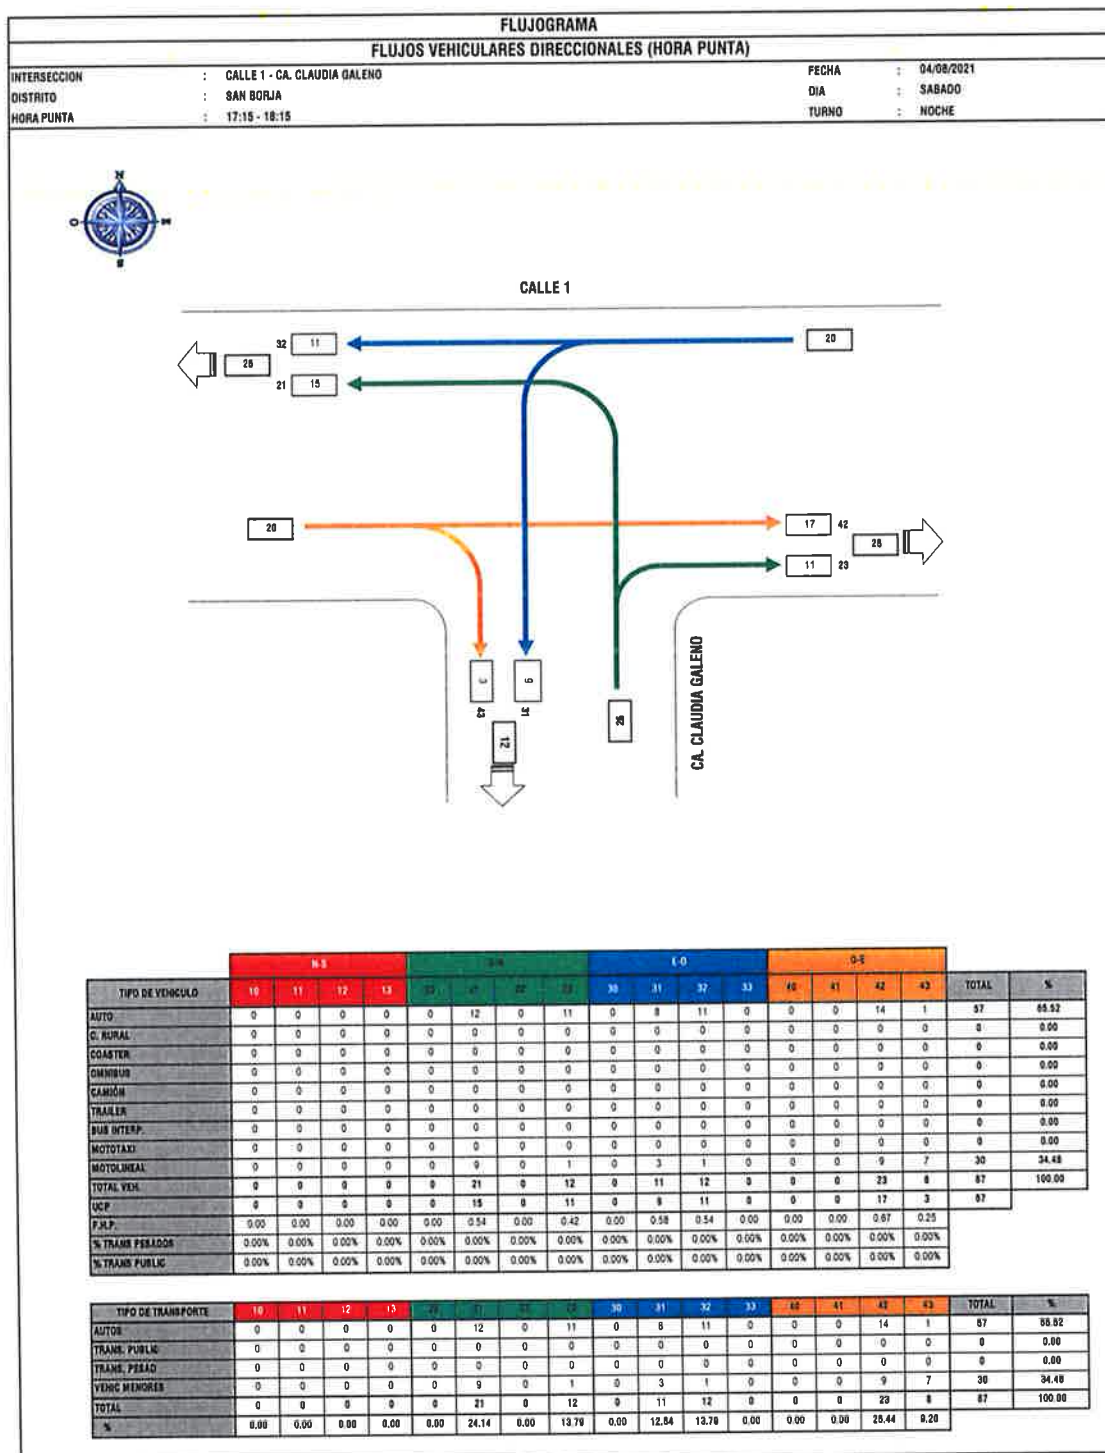 FLUJOGRAMA
FLUJOS VEHICULARES DIRECCIONALES (HORA PUNTA)
INTERSECCION : CALLE 1 - CA. CLAUDIA GALENO FECHA : 04/08/2021
DISTRITO : SAN BORJA DIA : SABADO
HORA PUNTA : 17:15 - 18:15 TURNO : NOCHE
N
O E
S
CALLE 1
32 11 20
26
21 15
20 17 42
28
11 23
3 9
43 31
26
12
CA. CLAUDIA GALENO
N-S S-N E-O O-E
TIPO DE VEHICULO 10 11 12 13 20 21 22 23 30 31 32 33 40 41 42 43 TOTAL %
AUTO 0 0 0 0 0 12 0 11 0 8 11 0 0 0 14 1 57 65.52
C. RURAL 0 0 0 0 0 0 0 0 0 0 0 0 0 0 0 0 0 0.00
COASTER 0 0 0 0 0 0 0 0 0 0 0 0 0 0 0 0 0 0.00
OMNIBUS 0 0 0 0 0 0 0 0 0 0 0 0 0 0 0 0 0 0.00
CAMIÓN 0 0 0 0 0 0 0 0 0 0 0 0 0 0 0 0 0 0.00
TRAILER 0 0 0 0 0 0 0 0 0 0 0 0 0 0 0 0 0 0.00
BUS INTERP. 0 0 0 0 0 0 0 0 0 0 0 0 0 0 0 0 0 0.00
MOTOTAXI 0 0 0 0 0 0 0 0 0 0 0 0 0 0 0 0 0 0.00
MOTOLINEAL 0 0 0 0 0 9 0 1 0 3 1 0 0 0 9 7 30 34.48
TOTAL VEH. 0 0 0 0 0 21 0 12 0 11 12 0 0 0 23 8 87 100.00
UCP 0 0 0 0 0 15 0 11 0 9 11 0 0 0 17 3 67
F.H.P. 0.00 0.00 0.00 0.00 0.00 0.54 0.00 0.42 0.00 0.58 0.54 0.00 0.00 0.00 0.67 0.25
% TRANS PESADOS 0.00% 0.00% 0.00% 0.00% 0.00% 0.00% 0.00% 0.00% 0.00% 0.00% 0.00% 0.00% 0.00% 0.00% 0.00% 0.00%
% TRANS PUBLIC 0.00% 0.00% 0.00% 0.00% 0.00% 0.00% 0.00% 0.00% 0.00% 0.00% 0.00% 0.00% 0.00% 0.00% 0.00% 0.00%
TIPO DE TRANSPORTE 10 11 12 13 20 21 22 23 30 31 32 33 40 41 42 43 TOTAL %
AUTOS 0 0 0 0 0 12 0 11 0 8 11 0 0 0 14 1 57 65.52
TRANS. PUBLIC 0 0 0 0 0 0 0 0 0 0 0 0 0 0 0 0 0 0.00
TRANS. PESAD 0 0 0 0 0 0 0 0 0 0 0 0 0 0 0 0 0 0.00
VEHIC MENORES 0 0 0 0 0 9 0 1 0 3 1 0 0 0 9 7 30 34.48
TOTAL 0 0 0 0 0 21 0 12 0 11 12 0 0 0 23 8 87 100.00
% 0.00 0.00 0.00 0.00 0.00 24.14 0.00 13.79 0.00 12.64 13.79 0.00 0.00 0.00 26.44 9.20